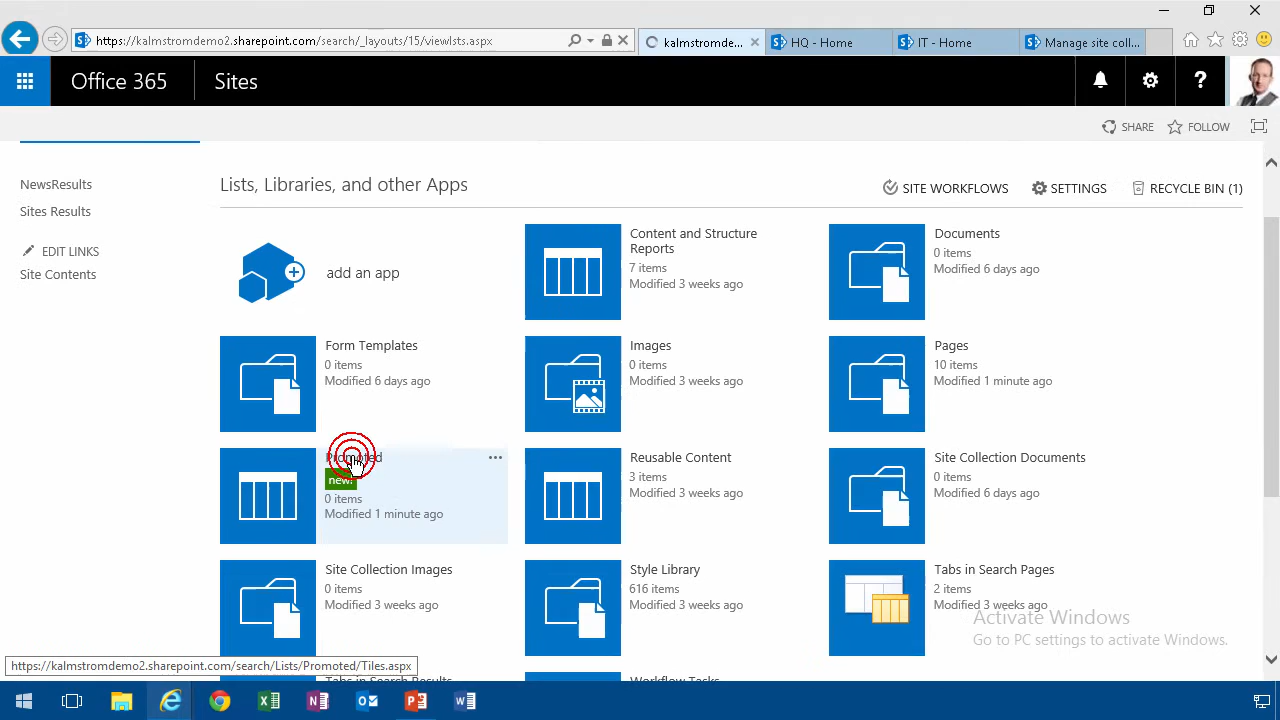 https://kalmstromdemo2.sharepoint.com/search/_layouts/15/viewlsts.aspx
kalmstromde...
HQ - Home
IT - Home
Manage site coll...
Office 365
Sites
SHARE
FOLLOW
NewsResults
Sites Results
EDIT LINKS
Site Contents
Lists, Libraries, and other Apps
SITE WORKFLOWS
SETTINGS
RECYCLE BIN (1)
add an app
Content and Structure
Reports
7 items
Modified 3 weeks ago
Documents
0 items
Modified 6 days ago
Form Templates
0 items
Modified 6 days ago
Images
0 items
Modified 3 weeks ago
Pages
10 items
Modified 1 minute ago
Promoted
new!
0 items
Modified 1 minute ago
Reusable Content
3 items
Modified 3 weeks ago
Site Collection Documents
0 items
Modified 6 days ago
Site Collection Images
0 items
Modified 3 weeks ago
Style Library
616 items
Modified 3 weeks ago
Tabs in Search Pages
2 items
Modified 3 weeks ago
Activate Windows
Go to PC settings to activate Windows.
https://kalmstromdemo2.sharepoint.com/search/Lists/Promoted/Tiles.aspx
Tabs in Search Results
Workflow Tasks